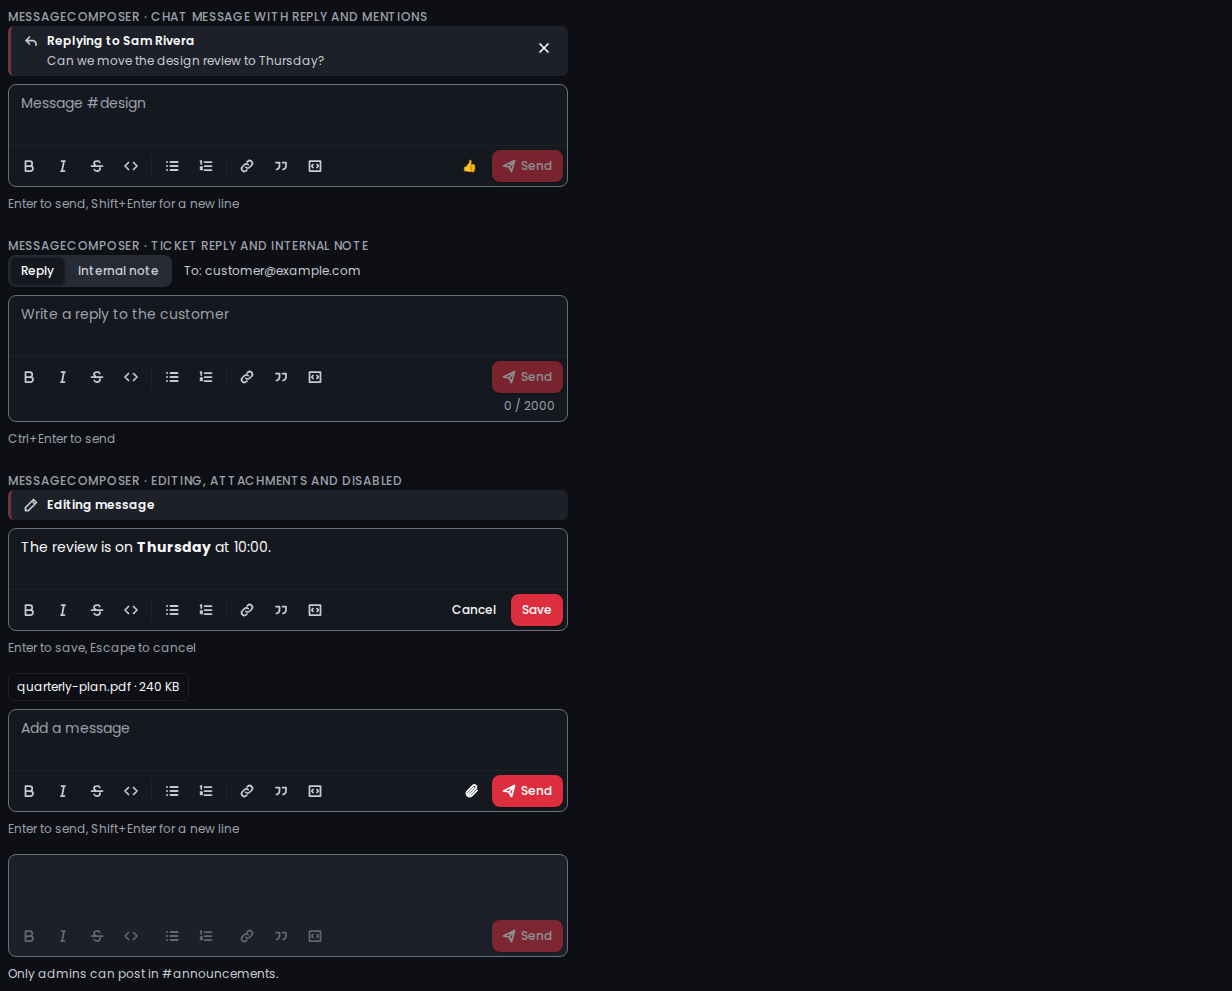 MESSAGECOMPOSER · CHAT MESSAGE WITH REPLY AND MENTIONS
Replying to Sam Rivera
Can we move the design review to Thursday?
Message #design
Send
Enter to send, Shift+Enter for a new line
MESSAGECOMPOSER · TICKET REPLY AND INTERNAL NOTE
Reply Internal note To: customer@example.com
Write a reply to the customer
Send
0 / 2000
Ctrl+Enter to send
MESSAGECOMPOSER · EDITING, ATTACHMENTS AND DISABLED
Editing message
The review is on Thursday at 10:00.
Cancel Save
Enter to save, Escape to cancel
quarterly-plan.pdf · 240 KB
Add a message
Send
Enter to send, Shift+Enter for a new line
Send
Only admins can post in #announcements.